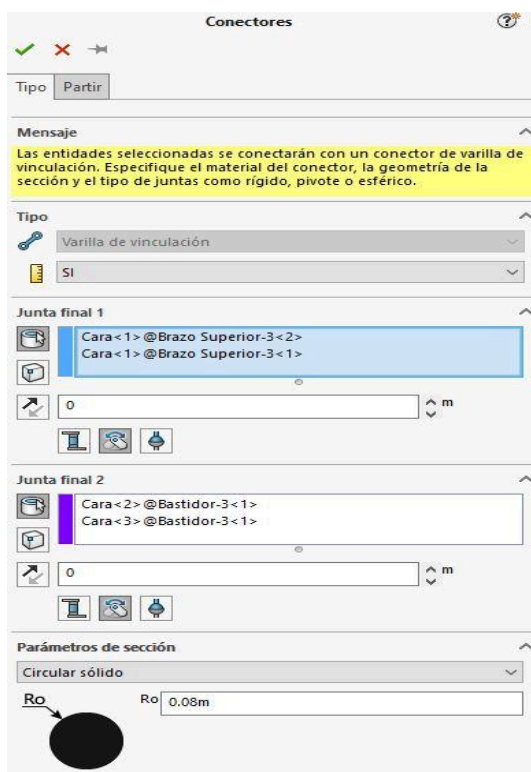 Conectores
Tipo Partir
Mensaje
Las entidades seleccionadas se conectarán con un conector de varilla de
vinculación. Especifique el material del conector, la geometría de la
sección y el tipo de juntas como rígido, pivote o esférico.
Tipo
Varilla de vinculación
SI
Junta final 1
Cara<1>@Brazo Superior-3<2>
Cara<1>@Brazo Superior-3<1>
0 m
Junta final 2
Cara<2>@Bastidor-3<1>
Cara<3>@Bastidor-3<1>
0 m
Parámetros de sección
Circular sólido
Ro Ro 0.08m